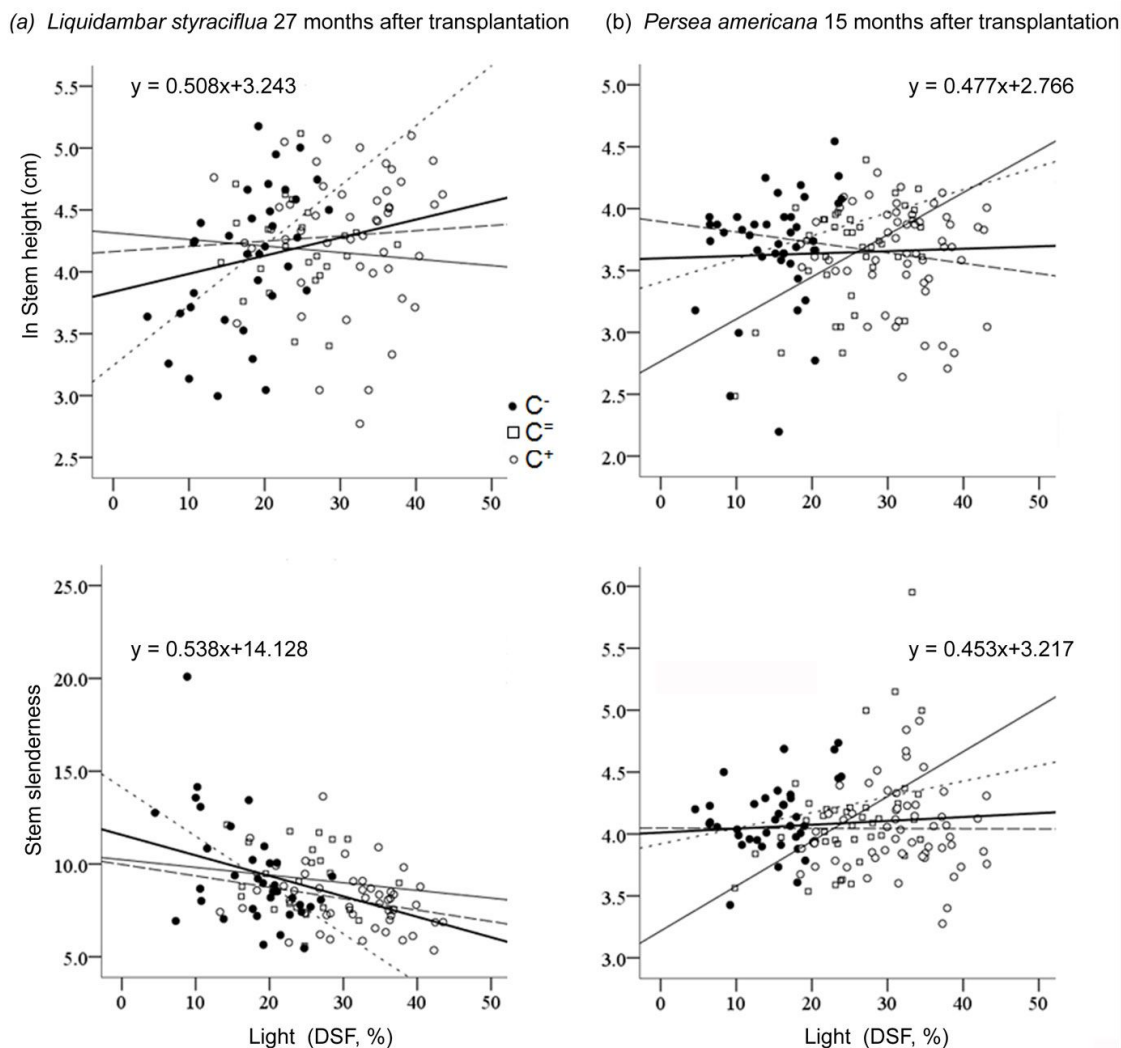 (a) Liquidambar styraciflua 27 months after transplantation
(b) Persea americana 15 months after transplantation
ln Stem height (cm)
5.5
5.0
4.5
4.0
3.5
3.0
2.5
y = 0.508x+3.243
0 10 20 30 40 50
C-
C=
C+
5.0
4.5
4.0
3.5
3.0
2.5
2.0
y = 0.477x+2.766
0 10 20 30 40 50
Stem slenderness
25.0
20.0
15.0
10.0
5.0
y = 0.538x+14.128
0 10 20 30 40 50
Light (DSF, %)
6.0
5.5
5.0
4.5
4.0
3.5
3.0
y = 0.453x+3.217
0 10 20 30 40 50
Light (DSF, %)